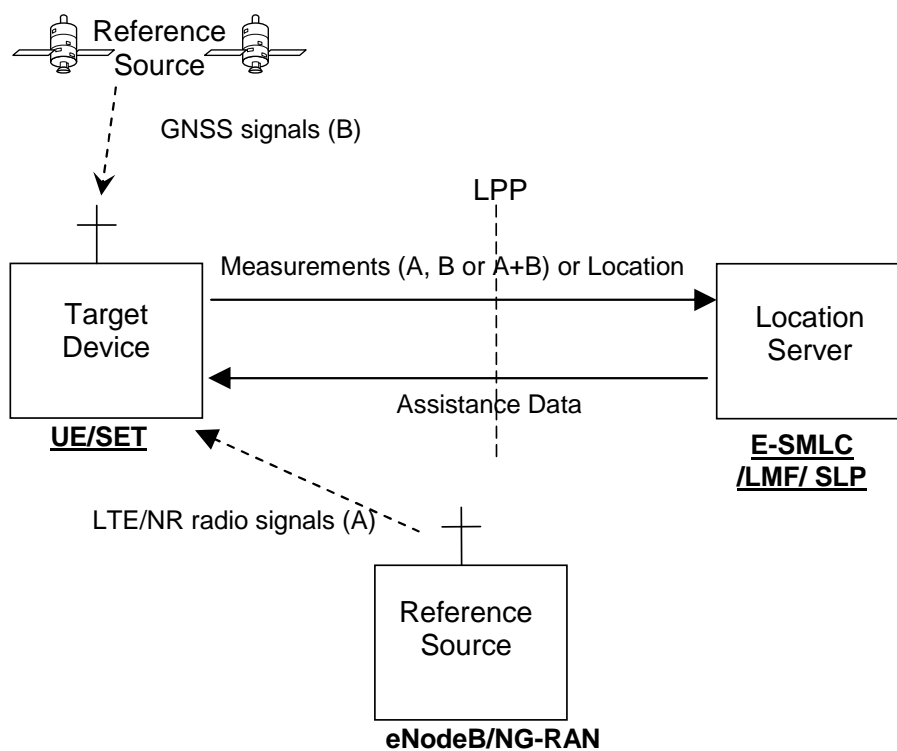 Reference
Source
GNSS signals (B)
LPP
Measurements (A, B or A+B) or Location
Target
Device
Location
Server
Assistance Data
UE/SET
E-SMLC
/LMF/ SLP
LTE/NR radio signals (A)
Reference
Source
eNodeB/NG-RAN